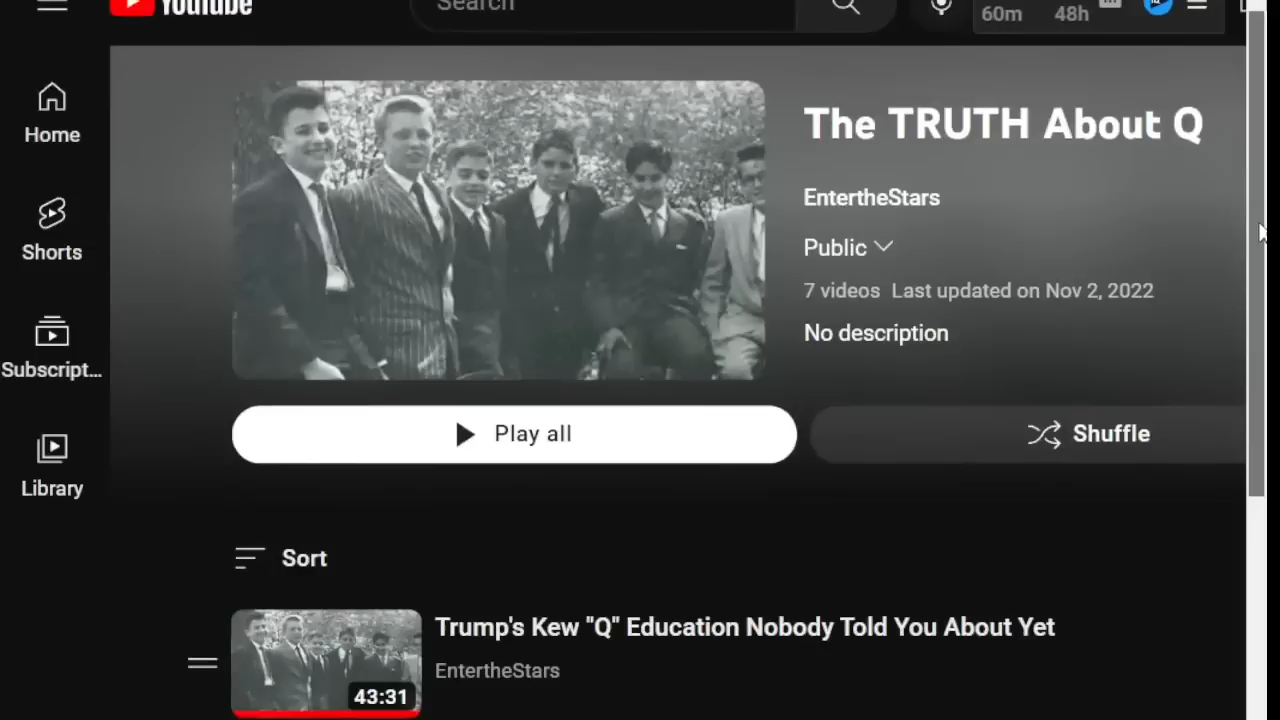 YouTube
Search
60m 48h
Home
The TRUTH About Q
EntertheStars
Shorts
Public
7 videos Last updated on Nov 2, 2022
No description
Subscript...
Play all
Shuffle
Library
Sort
Trump's Kew "Q" Education Nobody Told You About Yet
EntertheStars
43:31